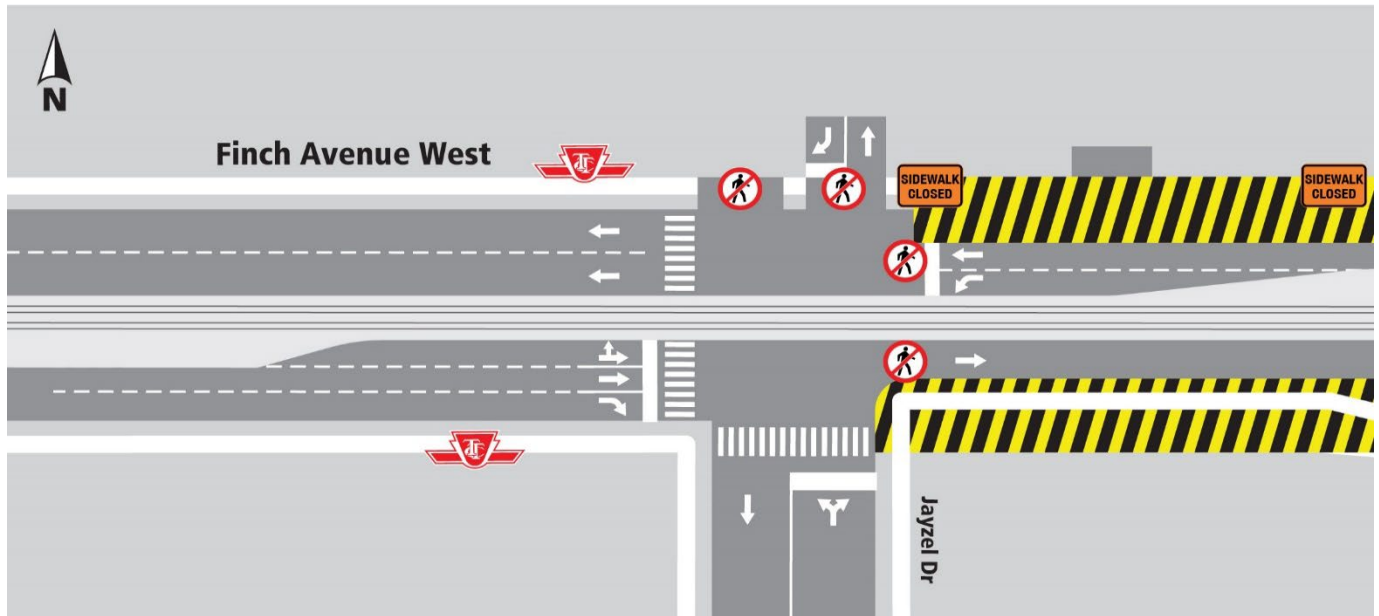 N
Finch Avenue West
TTC
SIDEWALK
CLOSED
SIDEWALK
CLOSED
TTC
Jayzel Dr